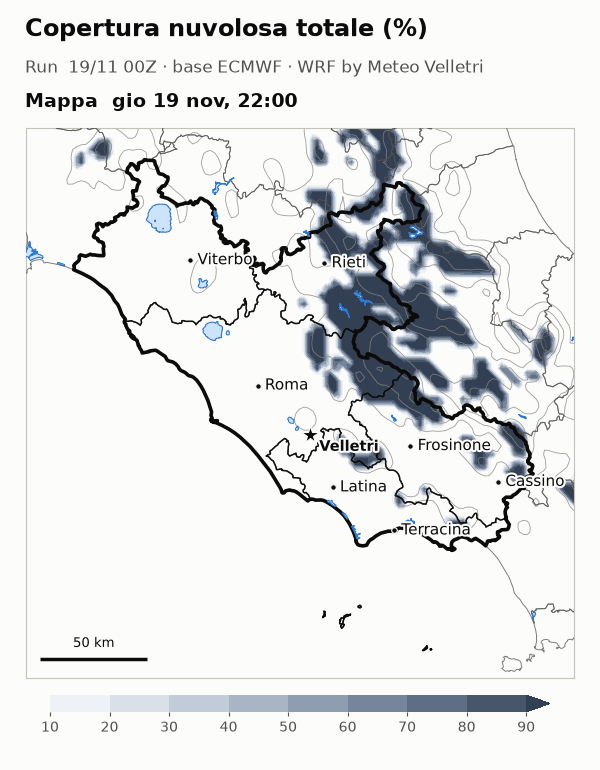 Copertura nuvolosa totale (%)
Run 19/11 00Z · base ECMWF · WRF by Meteo Velletri
Mappa gio 19 nov, 22:00
Viterbo
Rieti
Roma
Velletri
Frosinone
Latina
Cassino
Terracina
50 km
10 20 30 40 50 60 70 80 90